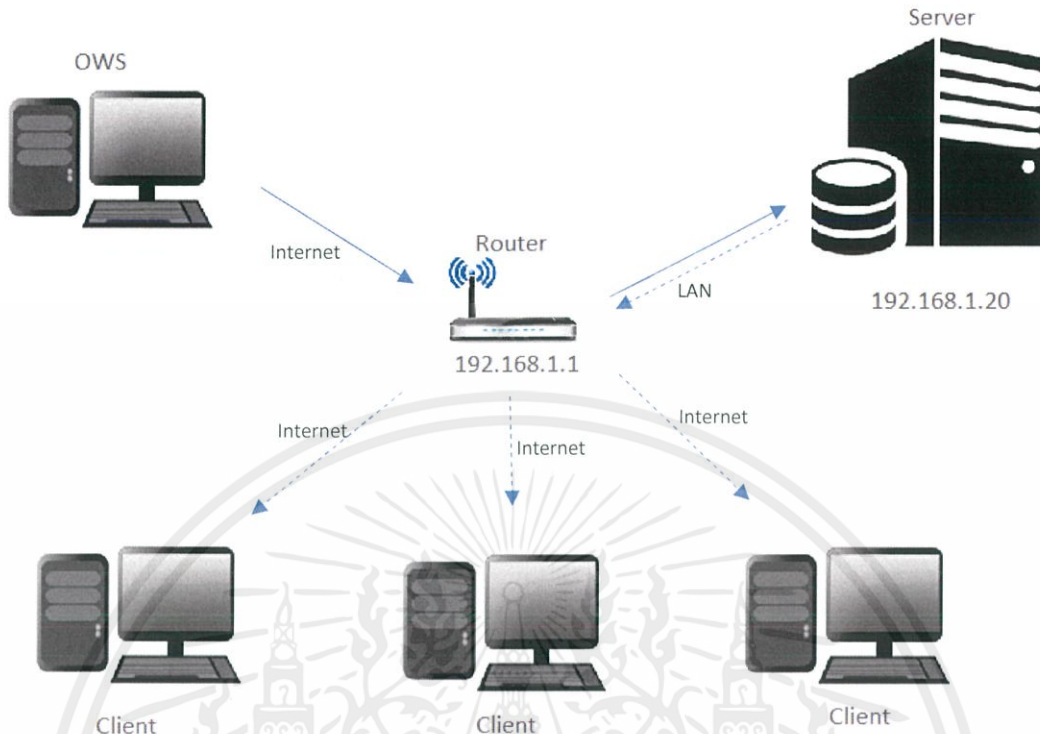 Server
OWS
Internet
Router
LAN
192.168.1.20
192.168.1.1
Internet
Internet
Internet
Client
Client
Client